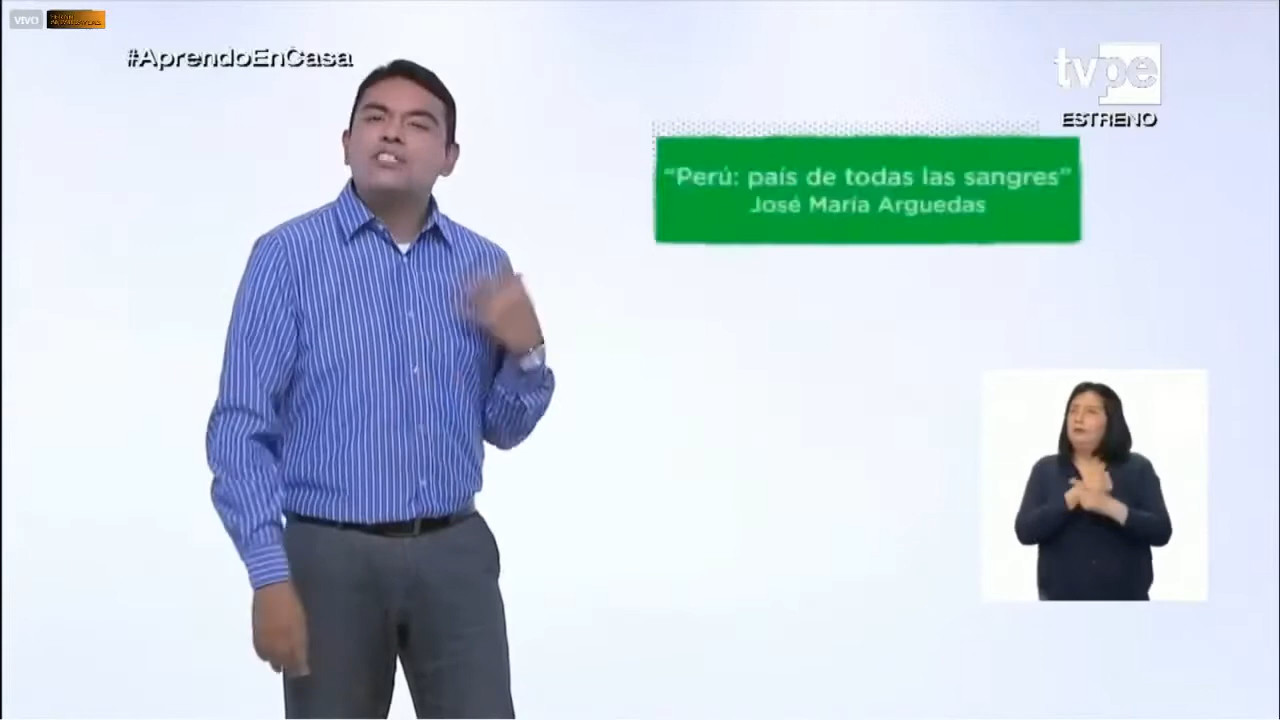 VIVO
#AprendoEnCasa
tvpe
ESTRENO
"Perú: país de todas las sangres"
José María Arguedas